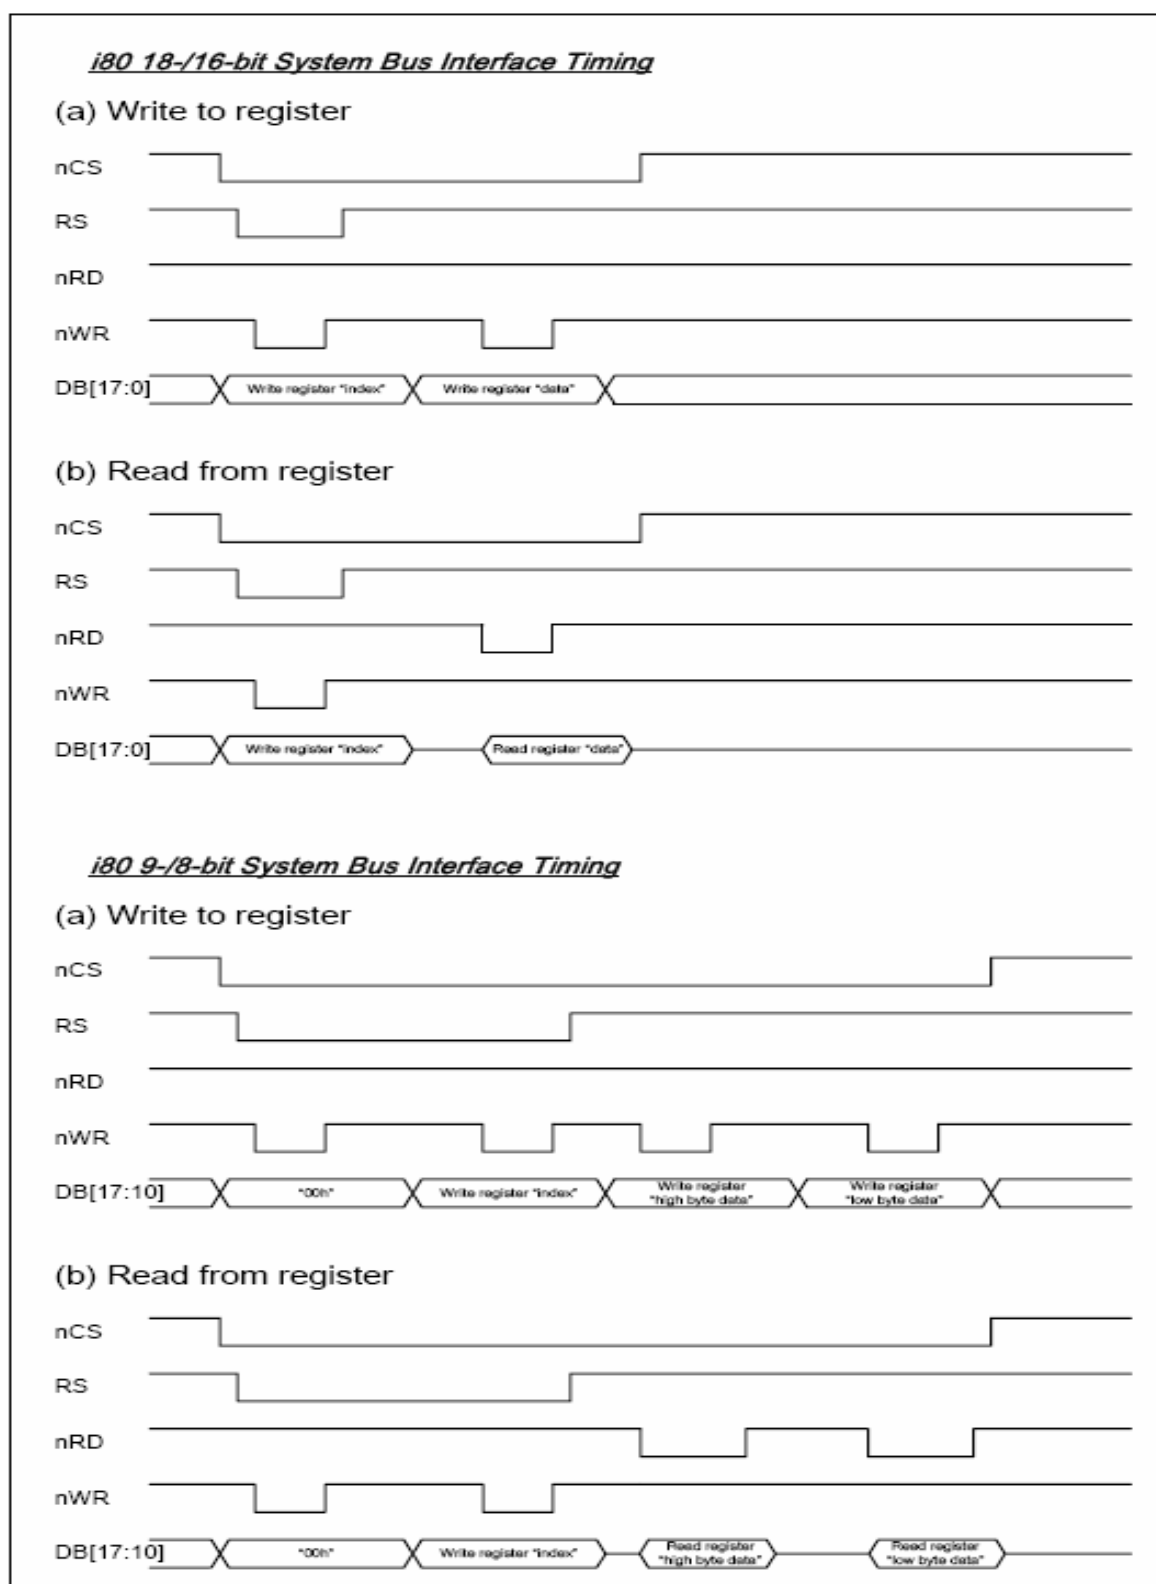 i80 18-/16-bit System Bus Interface Timing
(a) Write to register
nCS
RS
nRD
nWR
DB[17:0]
Write register "index"
Write register "data"
(b) Read from register
nCS
RS
nRD
nWR
DB[17:0]
Write register "index"
Read register "data"
i80 9-/8-bit System Bus Interface Timing
(a) Write to register
nCS
RS
nRD
nWR
DB[17:10]
"00h"
Write register "index"
Write register
"high byte data"
Write register
"low byte data"
(b) Read from register
nCS
RS
nRD
nWR
DB[17:10]
"00h"
Write register "index"
Read register
"high byte data"
Read register
"low byte data"